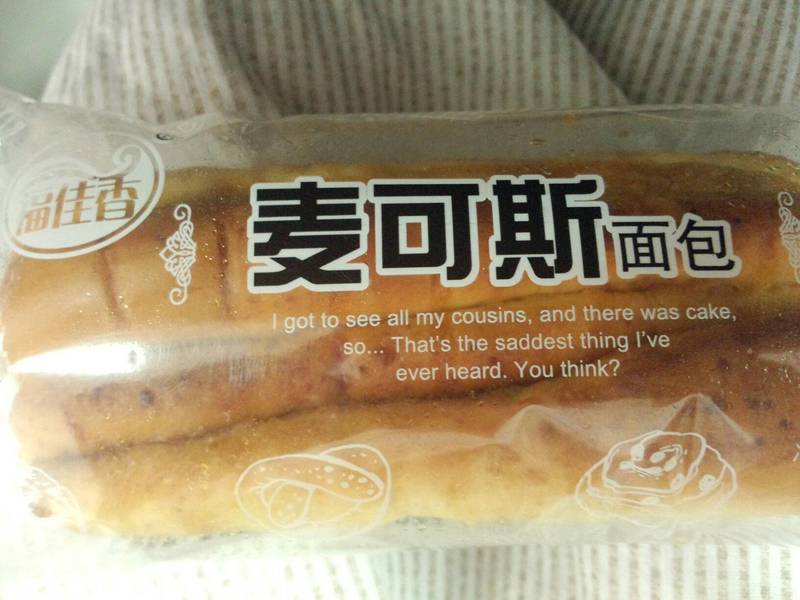 福佳香
麦可斯面包
I got to see all my cousins, and there was cake,
so... That's the saddest thing I've
ever heard. You think?